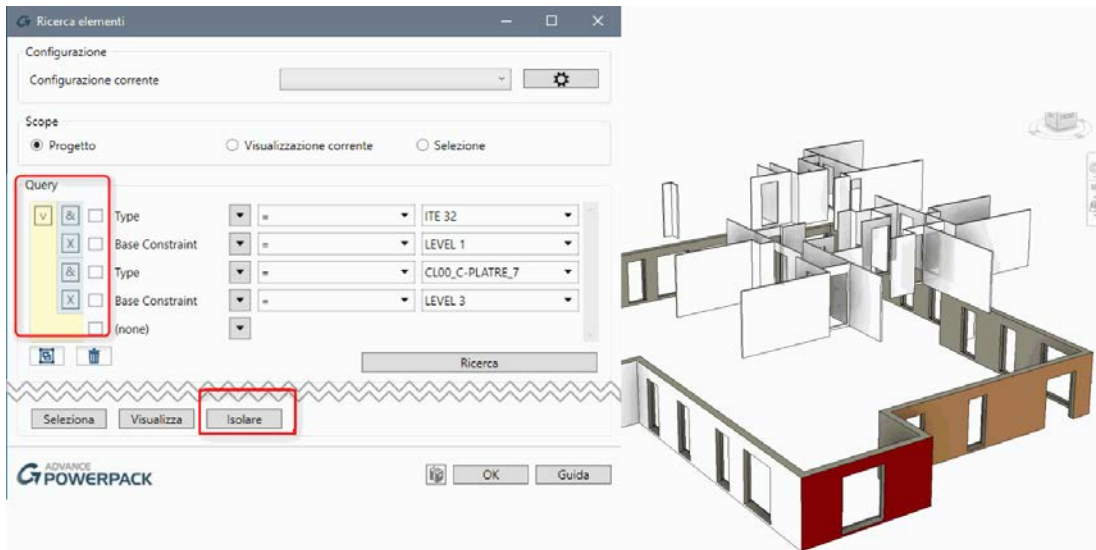 Ricerca elementi
Configurazione
Configurazione corrente
Scope
Progetto Visualizzazione corrente Selezione
Query
v & Type = ITE 32
X Base Constraint = LEVEL 1
& Type = CL00_C-PLATRE_7
X Base Constraint = LEVEL 3
(none)
Ricerca
Seleziona Visualizza Isolare
ADVANCE
POWERPACK OK Guida